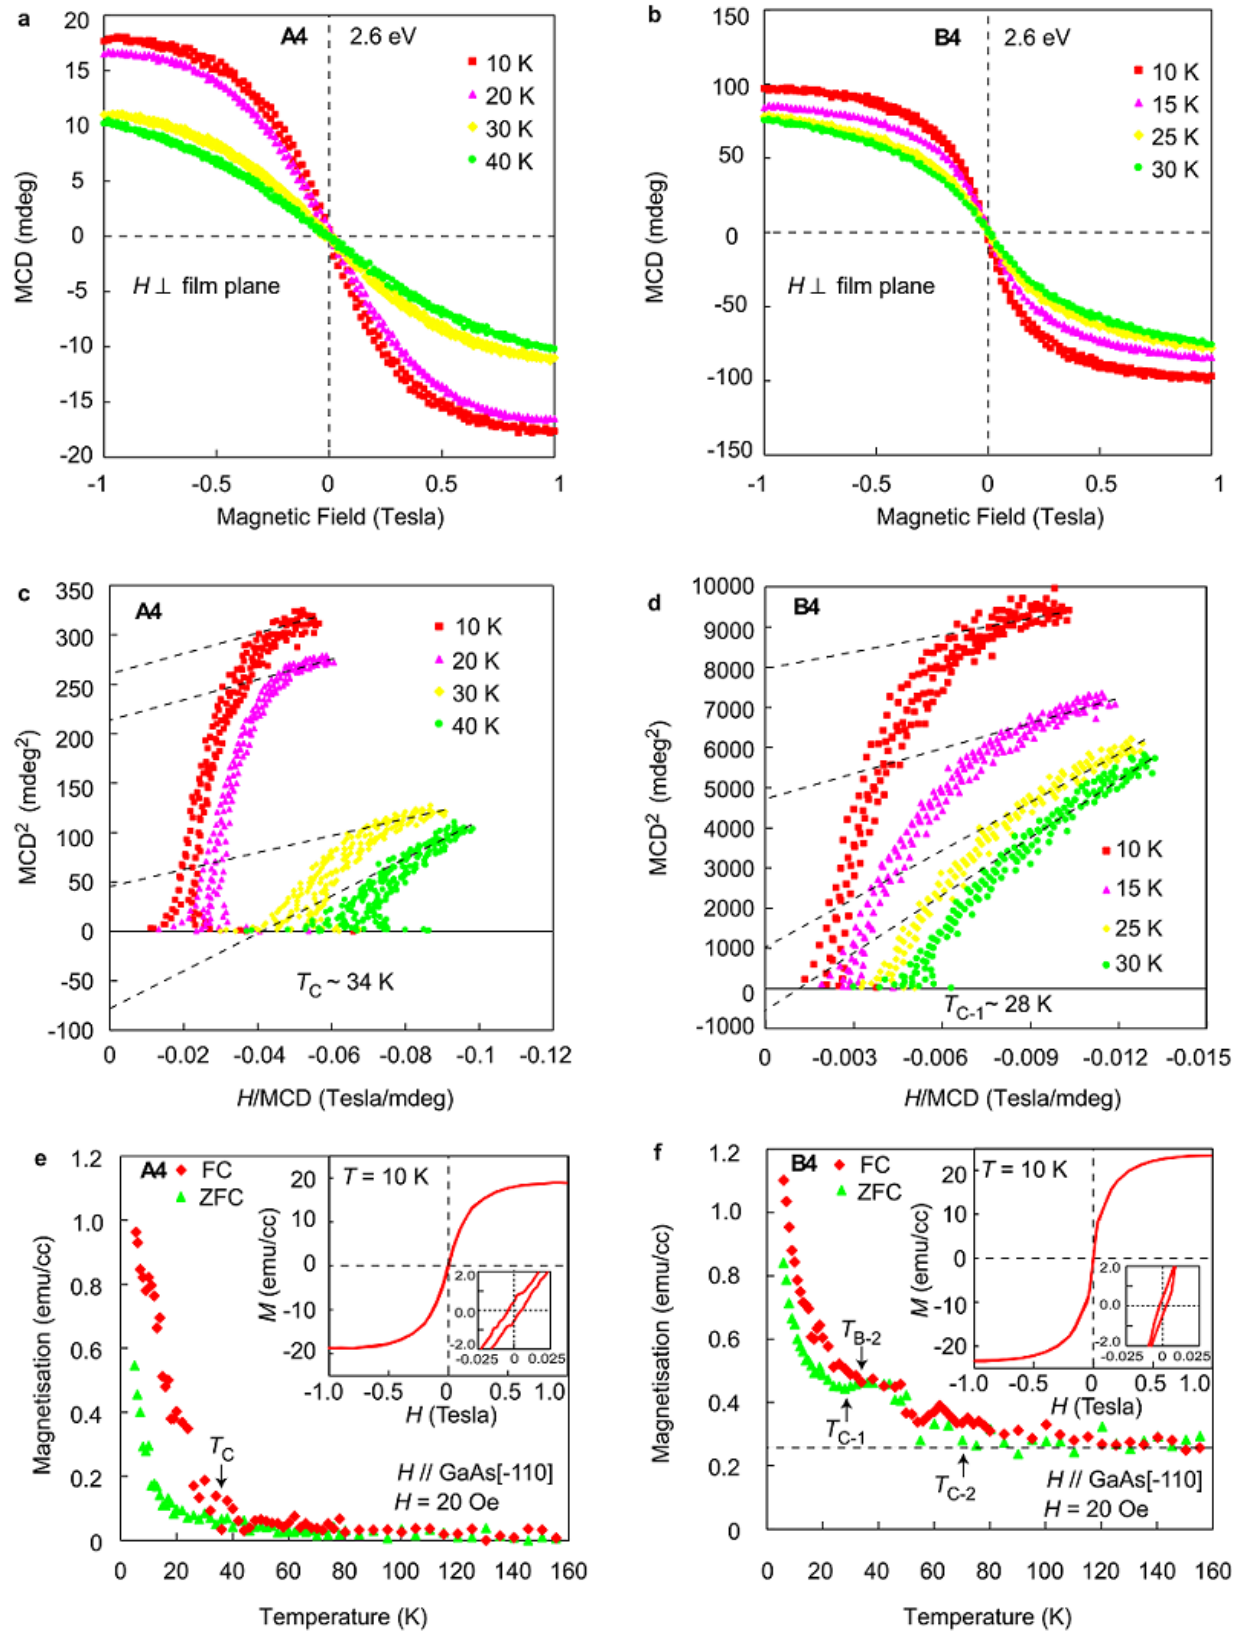 a
A4
2.6 eV
10 K
20 K
30 K
40 K
H ⊥ film plane
20
15
10
5
0
-5
-10
-15
-20
MCD (mdeg)
-1
-0.5
0
0.5
1
Magnetic Field (Tesla)
b
B4
2.6 eV
10 K
15 K
25 K
30 K
H ⊥ film plane
150
100
50
0
-50
-100
-150
MCD (mdeg)
-1
-0.5
0
0.5
1
Magnetic Field (Tesla)
c
A4
10 K
20 K
30 K
40 K
T_C ~ 34 K
350
300
250
200
150
100
50
0
-50
-100
MCD² (mdeg²)
0
-0.02
-0.04
-0.06
-0.08
-0.1
-0.12
H/MCD (Tesla/mdeg)
d
B4
10 K
15 K
25 K
30 K
T_C-1 ~ 28 K
10000
9000
8000
7000
6000
5000
4000
3000
2000
1000
0
-1000
MCD² (mdeg²)
0
-0.003
-0.006
-0.009
-0.012
-0.015
H/MCD (Tesla/mdeg)
e
A4
FC
ZFC
1.2
1.0
0.8
0.6
0.4
0.2
0
Magnetisation (emu/cc)
T_C
T = 10 K
20
10
0
-10
-20
M (emu/cc)
2.0
0.0
-2.0
-0.025
0
0.025
-1.0
0
0.5
1.0
H (Tesla)
H // GaAs[-110]
H = 20 Oe
0
20
40
60
80
100
120
140
160
Temperature (K)
f
B4
FC
ZFC
1.2
1.0
0.8
0.6
0.4
0.2
0
Magnetisation (emu/cc)
T_B-2
T_C-1
T_C-2
T = 10 K
20
10
0
-10
-20
M (emu/cc)
2.0
0.0
-2.0
-0.025
0.025
-1.0
0.5
1.0
H (Tesla)
H // GaAs[-110]
H = 20 Oe
0
20
40
60
80
100
120
140
160
Temperature (K)